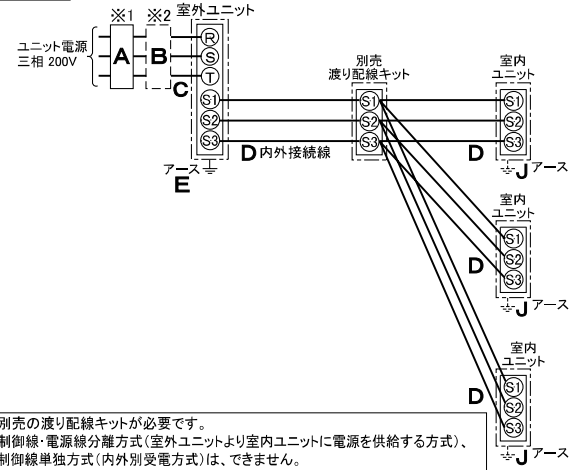 ※1 ※2 室外ユニット
ユニット電源
三相 200V
A
B
C
R
S
T
S1
S2
S3
D 内外接続線
アース
E
別売
渡り配線キット
S1
S2
S3
室内
ユニット
S1
S2
S3
D
J アース
室内
ユニット
S1
S2
S3
D
J アース
室内
ユニット
S1
S2
S3
D
J アース
別売の渡り配線キットが必要です。
制御線・電源線分離方式(室外ユニットより室内ユニットに電源を供給する方式)、
制御線単独方式(内外別受電方式)は、できません。